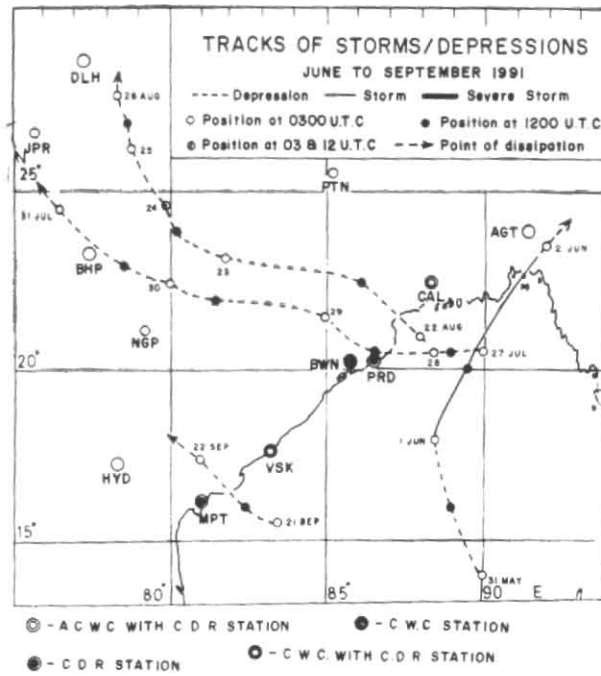 TRACKS OF STORMS/DEPRESSIONS
JUNE TO SEPTEMBER 1991
Depression Storm Severe Storm
Position at 0300 U.T.C Position at 1200 U.T.C
Position at 03 & 12 U.T.C Point of dissipation
DLH
26 AUG
JPR
25
25°
PTN
31 JUL
24
AGT
2 JUN
BHP
23
30
CAL
29
22 AUG
NGP
20°
BWN
PRD
28
27 JUL
22 SEP
1 JUN
HYD
VSK
MPT
21 SEP
15°
31 MAY
80° 85° 90 E
- A C W C WITH C D R STATION - C W.C STATION
- C D R STATION - C W C. WITH C.D R STATION